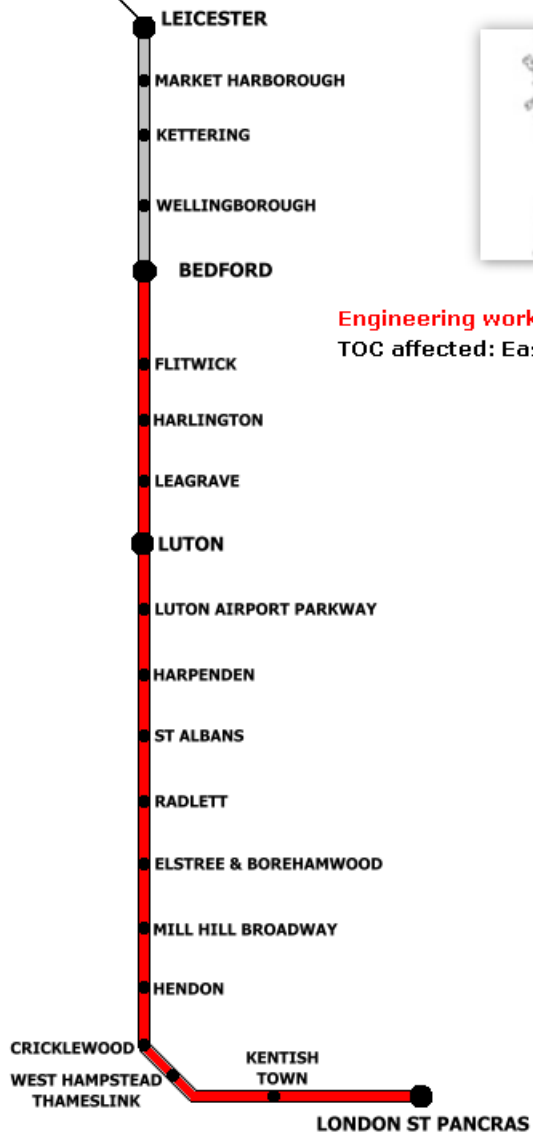 LEICESTER
MARKET HARBOROUGH
KETTERING
WELLINGBOROUGH
BEDFORD
Engineering work
TOC affected:
FLITWICK
HARLINGTON
LEAGRAVE
LUTON
LUTON AIRPORT PARKWAY
HARPENDEN
ST ALBANS
RADLETT
ELSTREE & BOREHAMWOOD
MILL HILL BROADWAY
HENDON
CRICKLEWOOD
WEST HAMPSTEAD
THAMESLINK
KENTISH
TOWN
LONDON ST PANCRAS